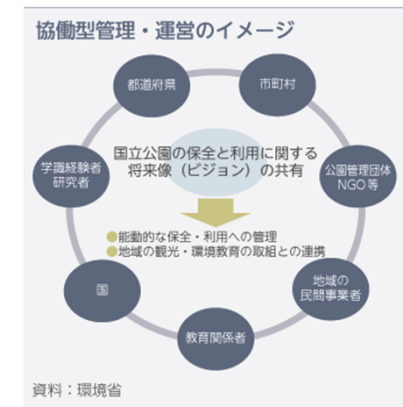 協働型管理・運営のイメージ
都道府県
市町村
学識経験者
研究者
国立公園の保全と利用に関する
将来像（ビジョン）の共有
公園管理団体
NGO等
●能動的な保全・利用への管理
●地域の観光・環境教育の取組との連携
国
地域の
民間事業者
教育関係者
資料：環境省